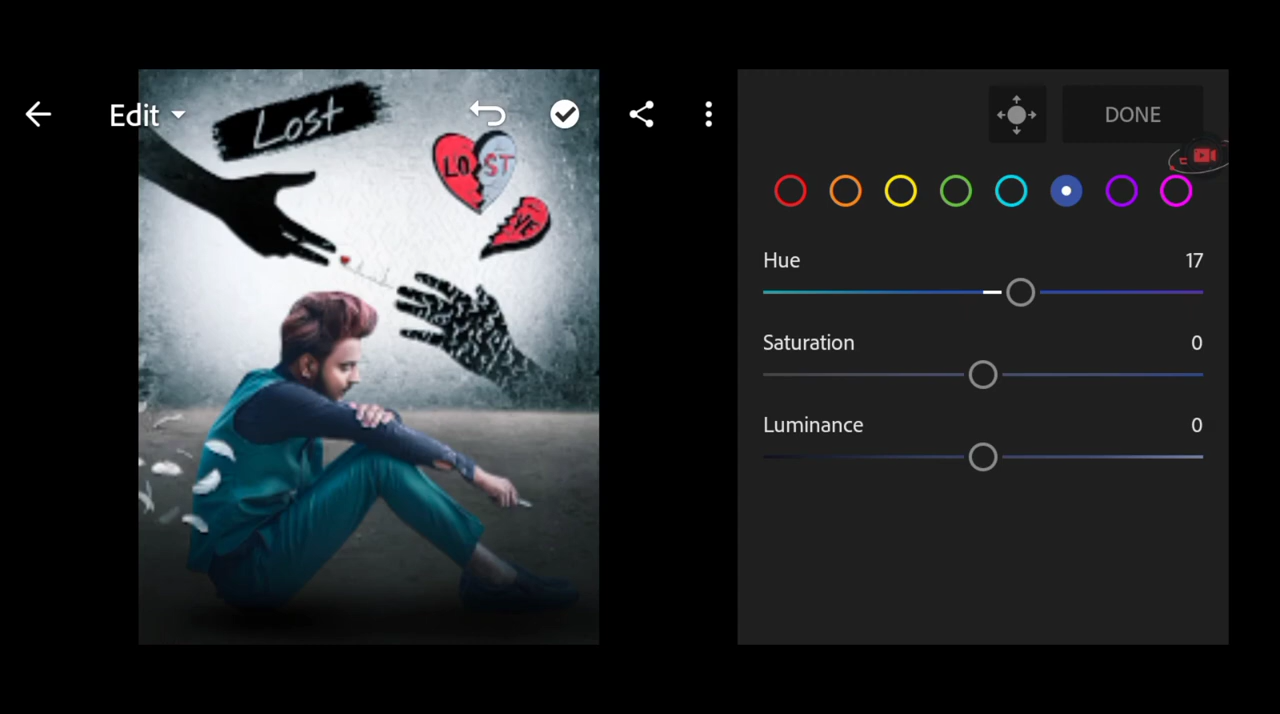 Edit
Lost
LO ST
VE
DONE
Hue 17
Saturation 0
Luminance 0